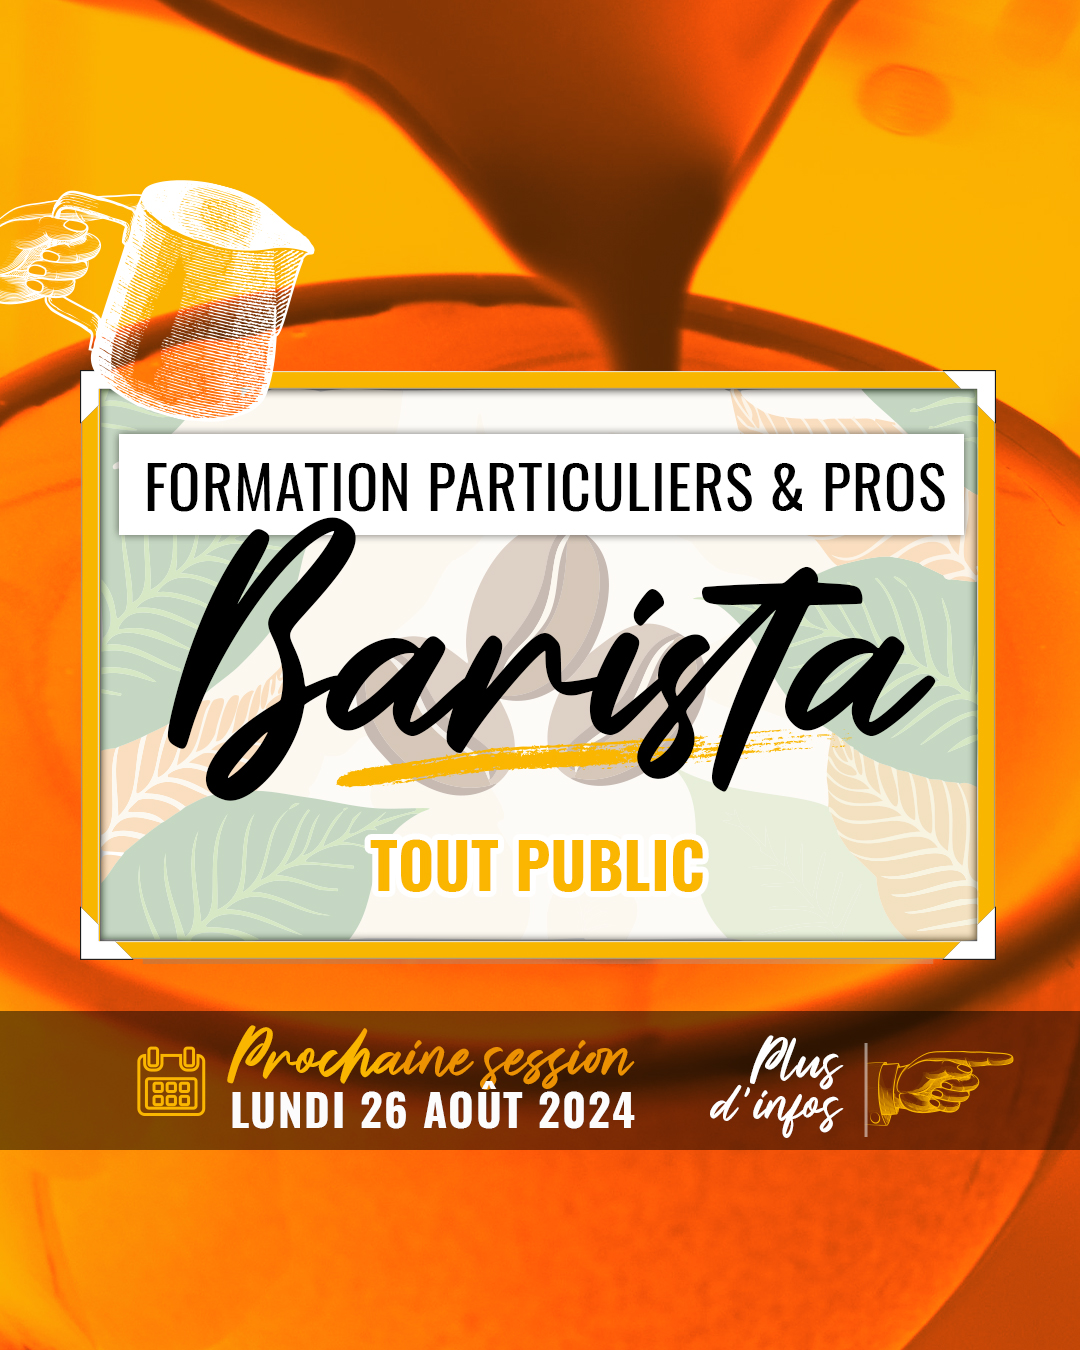 FORMATION PARTICULIERS & PROS
Barista
TOUT PUBLIC
Prochaine session
LUNDI 26 AOÛT 2024
Plus
d'infos